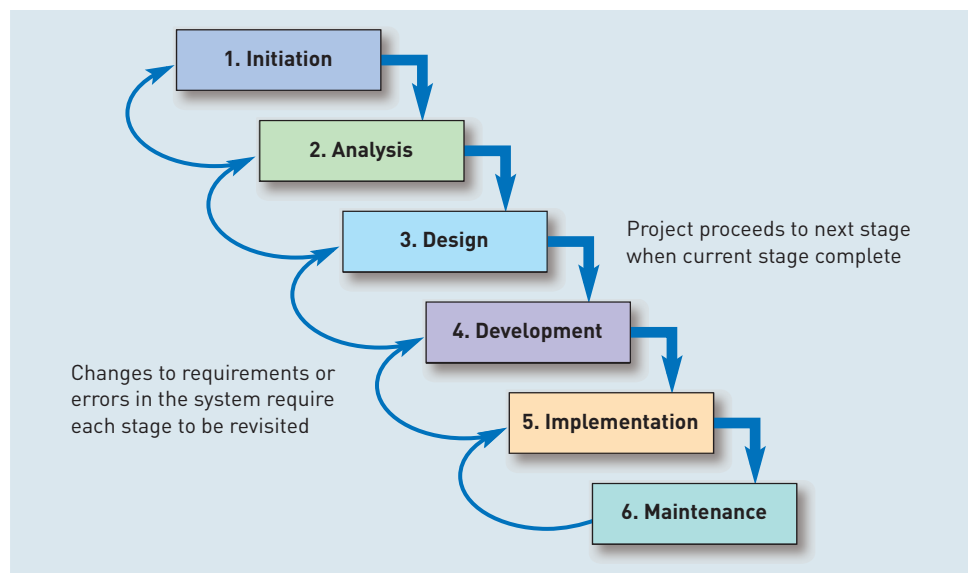 1. Initiation
2. Analysis
3. Design
Project proceeds to next stage
when current stage complete
4. Development
Changes to requirements or
errors in the system require
each stage to be revisited
5. Implementation
6. Maintenance